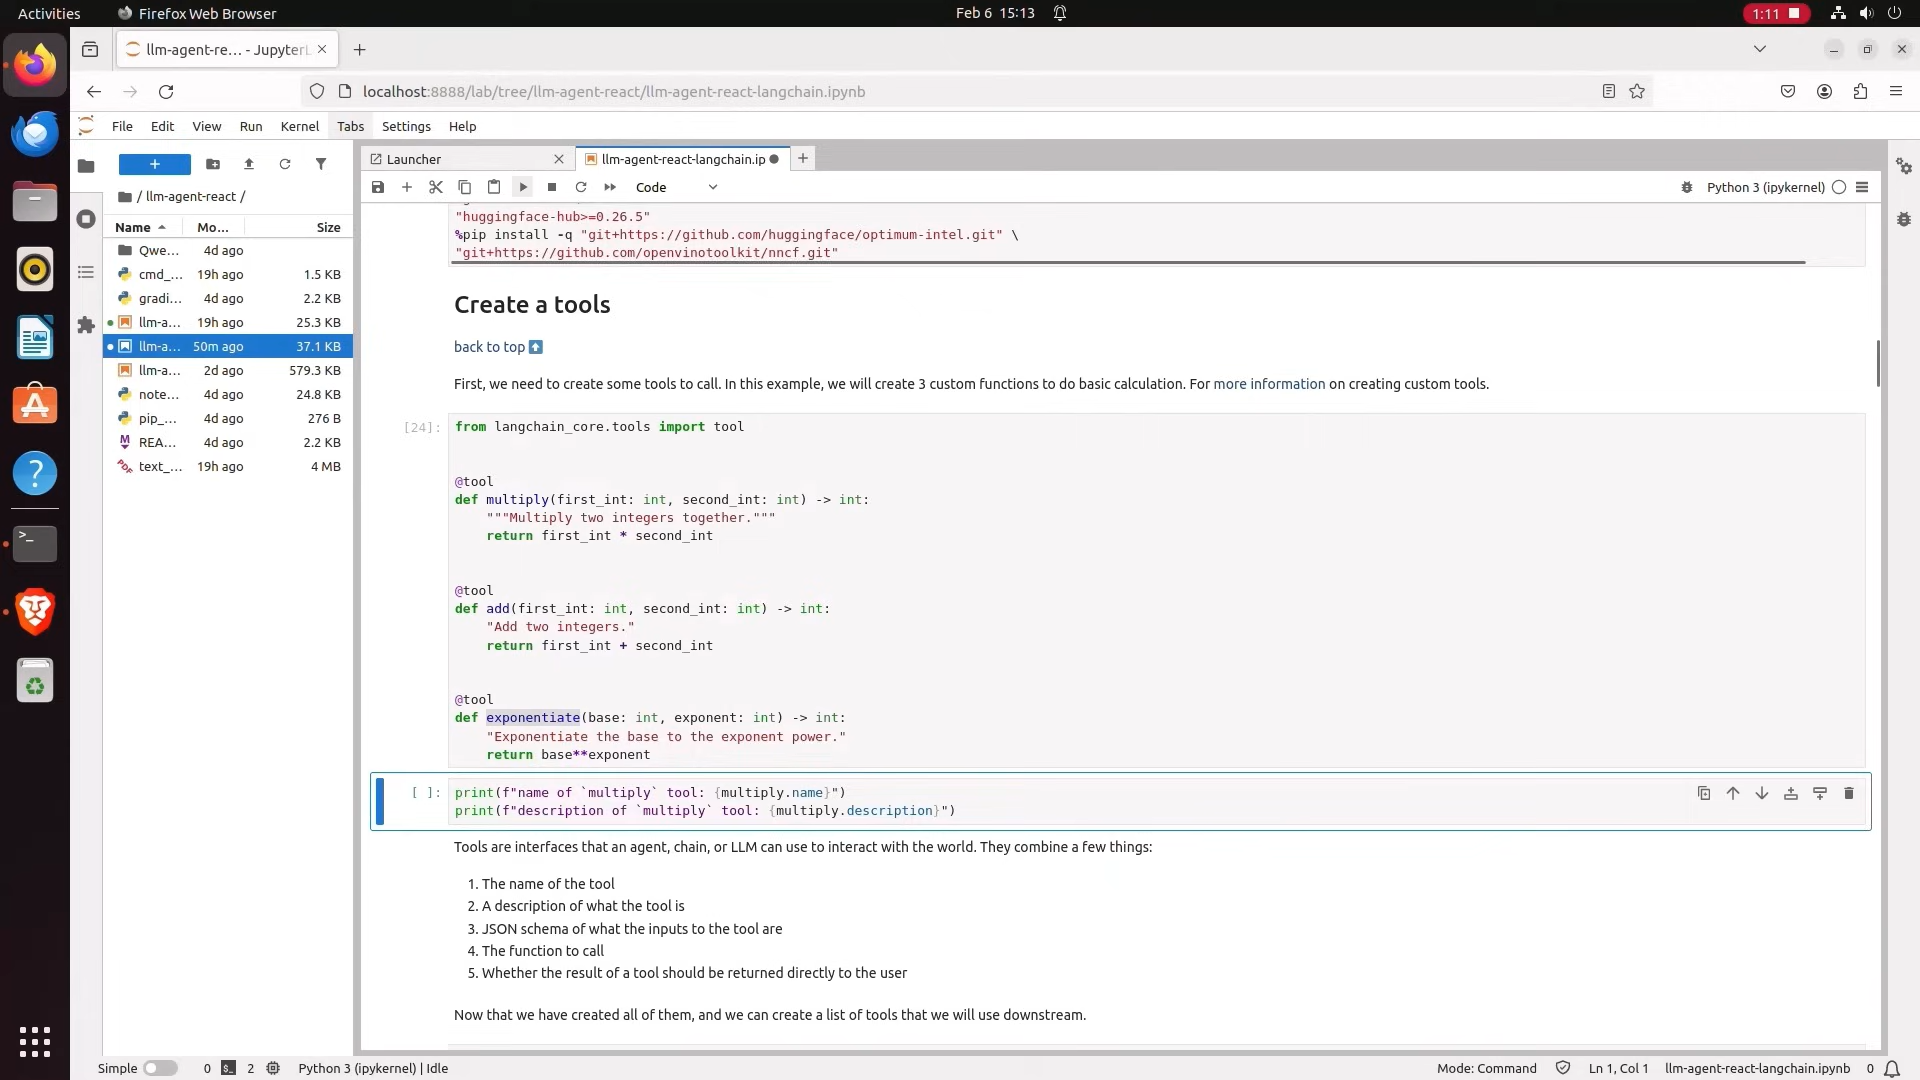 Activities
Firefox Web Browser
Feb 6 15:13
1:11
llm-agent-re… - JupyterL
localhost:8888/lab/tree/llm-agent-react/llm-agent-react-langchain.ipynb
File Edit View Run Kernel Tabs Settings Help
Launcher
llm-agent-react-langchain.ip
Code
Python 3 (ipykernel)
/ llm-agent-react /
Name Mo... Size
Qwe... 4d ago
cmd_... 19h ago 1.5 KB
gradi... 4d ago 2.2 KB
llm-a... 19h ago 25.3 KB
llm-a... 50m ago 37.1 KB
llm-a... 2d ago 579.3 KB
note... 4d ago 24.8 KB
pip_... 4d ago 276 B
REA... 4d ago 2.2 KB
text_... 19h ago 4 MB
"huggingface-hub>=0.26.5"
%pip install -q "git+https://github.com/huggingface/optimum-intel.git" \
"git+https://github.com/openvinotoolkit/nncf.git"
Create a tools
back to top
First, we need to create some tools to call. In this example, we will create 3 custom functions to do basic calculation. For more information on creating custom tools.
[24]: from langchain_core.tools import tool
@tool
def multiply(first_int: int, second_int: int) -> int:
"""Multiply two integers together."""
return first_int * second_int
@tool
def add(first_int: int, second_int: int) -> int:
"Add two integers."
return first_int + second_int
@tool
def exponentiate(base: int, exponent: int) -> int:
"Exponentiate the base to the exponent power."
return base**exponent
[ ]: print(f"name of `multiply` tool: {multiply.name}")
print(f"description of `multiply` tool: {multiply.description}")
Tools are interfaces that an agent, chain, or LLM can use to interact with the world. They combine a few things:
1. The name of the tool
2. A description of what the tool is
3. JSON schema of what the inputs to the tool are
4. The function to call
5. Whether the result of a tool should be returned directly to the user
Now that we have created all of them, and we can create a list of tools that we will use downstream.
Simple 0 2 Python 3 (ipykernel) | Idle
Mode: Command Ln 1, Col 1 llm-agent-react-langchain.ipynb 0